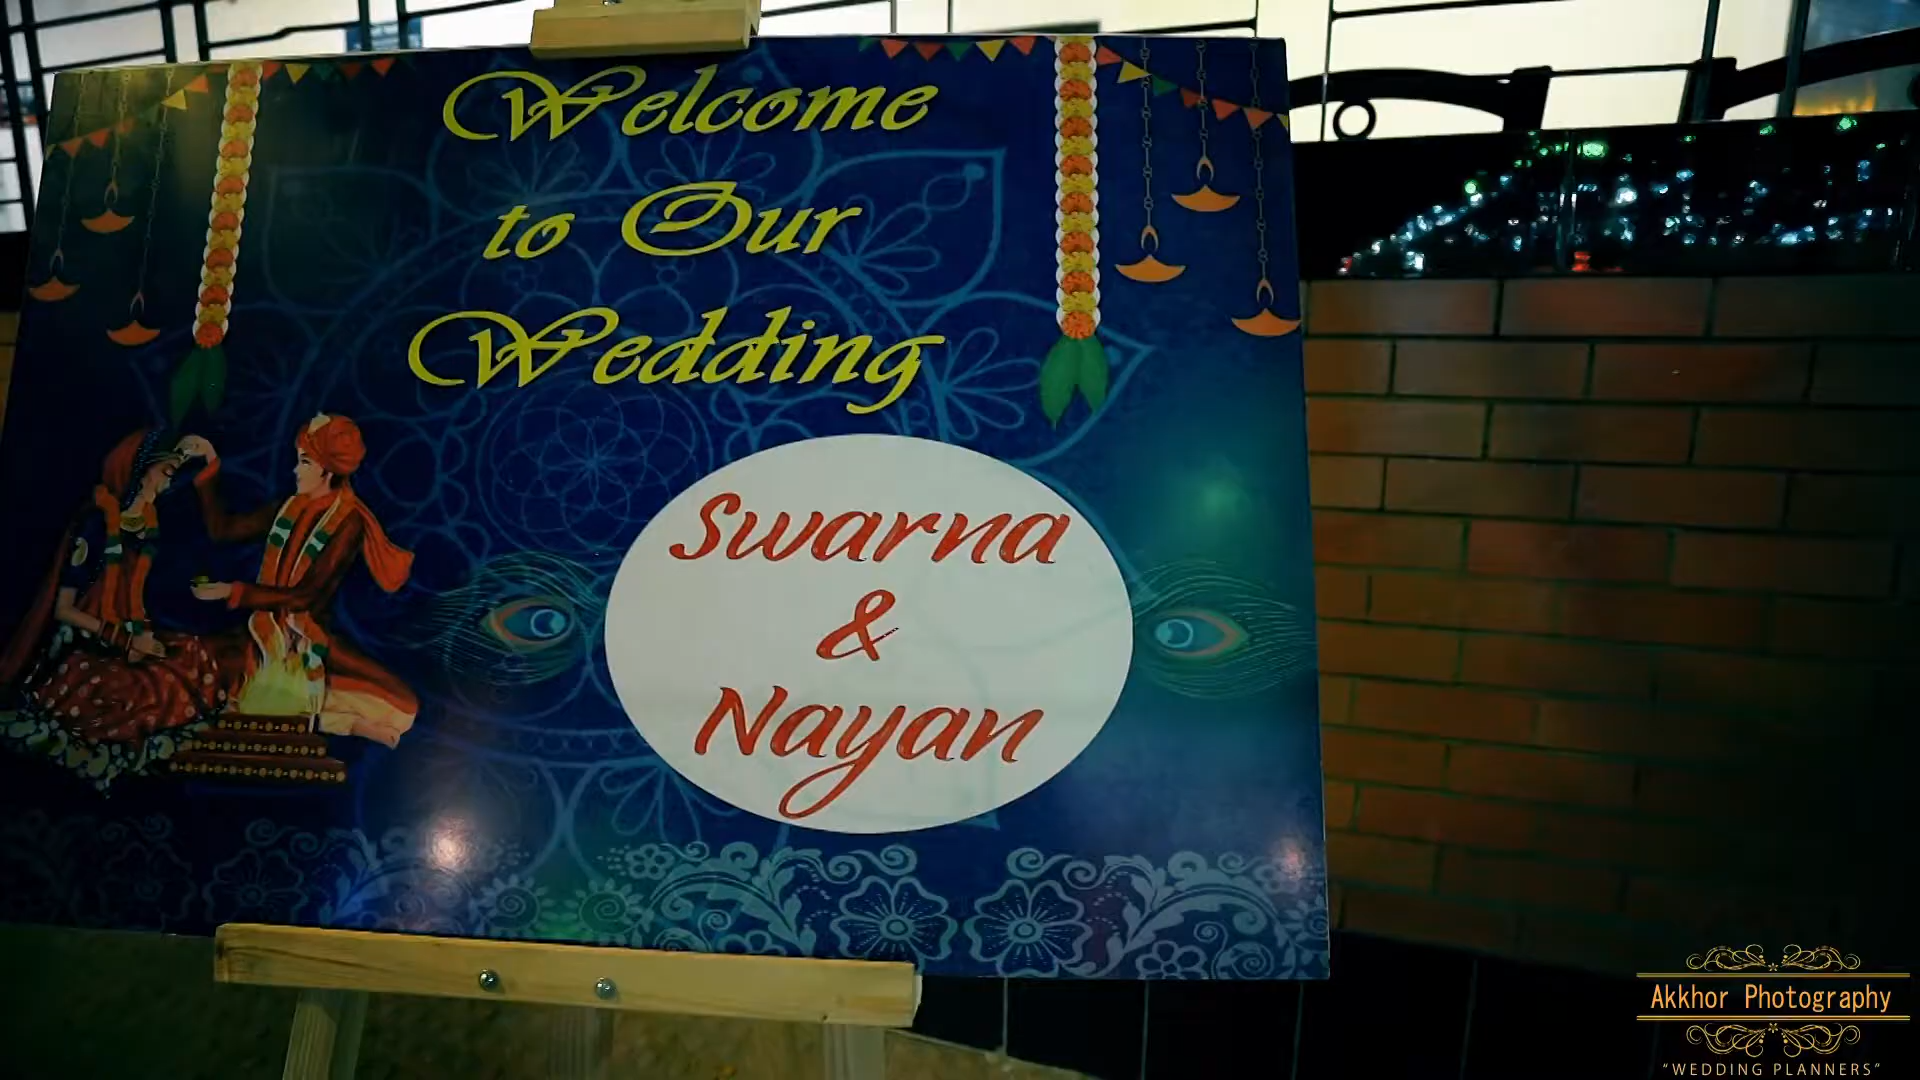 Welcome
to Our
Wedding
Swarna
&
Nayan
Akkhor Photography
"WEDDING PLANNERS"